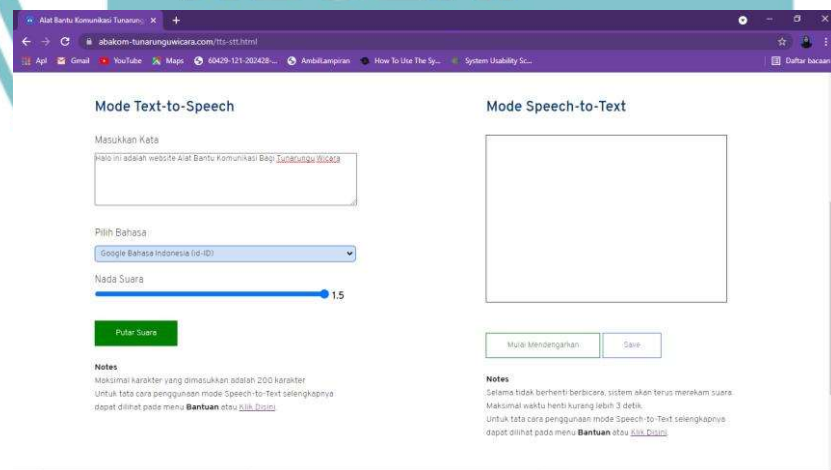 Alat Bantu Komunikasi Tunarung
abakom-tunarunguwicara.com/tts-stt.html
Apl Gmail YouTube Maps 60429-121-202428-... AmbilLampiran How To Use The Sy... System Usability Sc... Daftar bacaan
Mode Text-to-Speech
Masukkan Kata
Halo ini adalah website Alat Bantu Komunikasi Bagi Tunarungu Wicara
Pilih Bahasa
Google Bahasa Indonesia (id-ID)
Nada Suara
1.5
Putar Suara
Notes
Maksimal karakter yang dimasukkan adalah 200 karakter
Untuk tata cara penggunaan mode Speech-to-Text selengkapnya
dapat dilihat pada menu Bantuan atau Klik Disini
Mode Speech-to-Text
Mulai Mendengarkan Save
Notes
Selama tidak berhenti berbicara, sistem akan terus merekam suara
Maksimal waktu henti kurang lebih 3 detik
Untuk tata cara penggunaan mode Speech-to-Text selengkapnya
dapat dilihat pada menu Bantuan atau Klik Disini